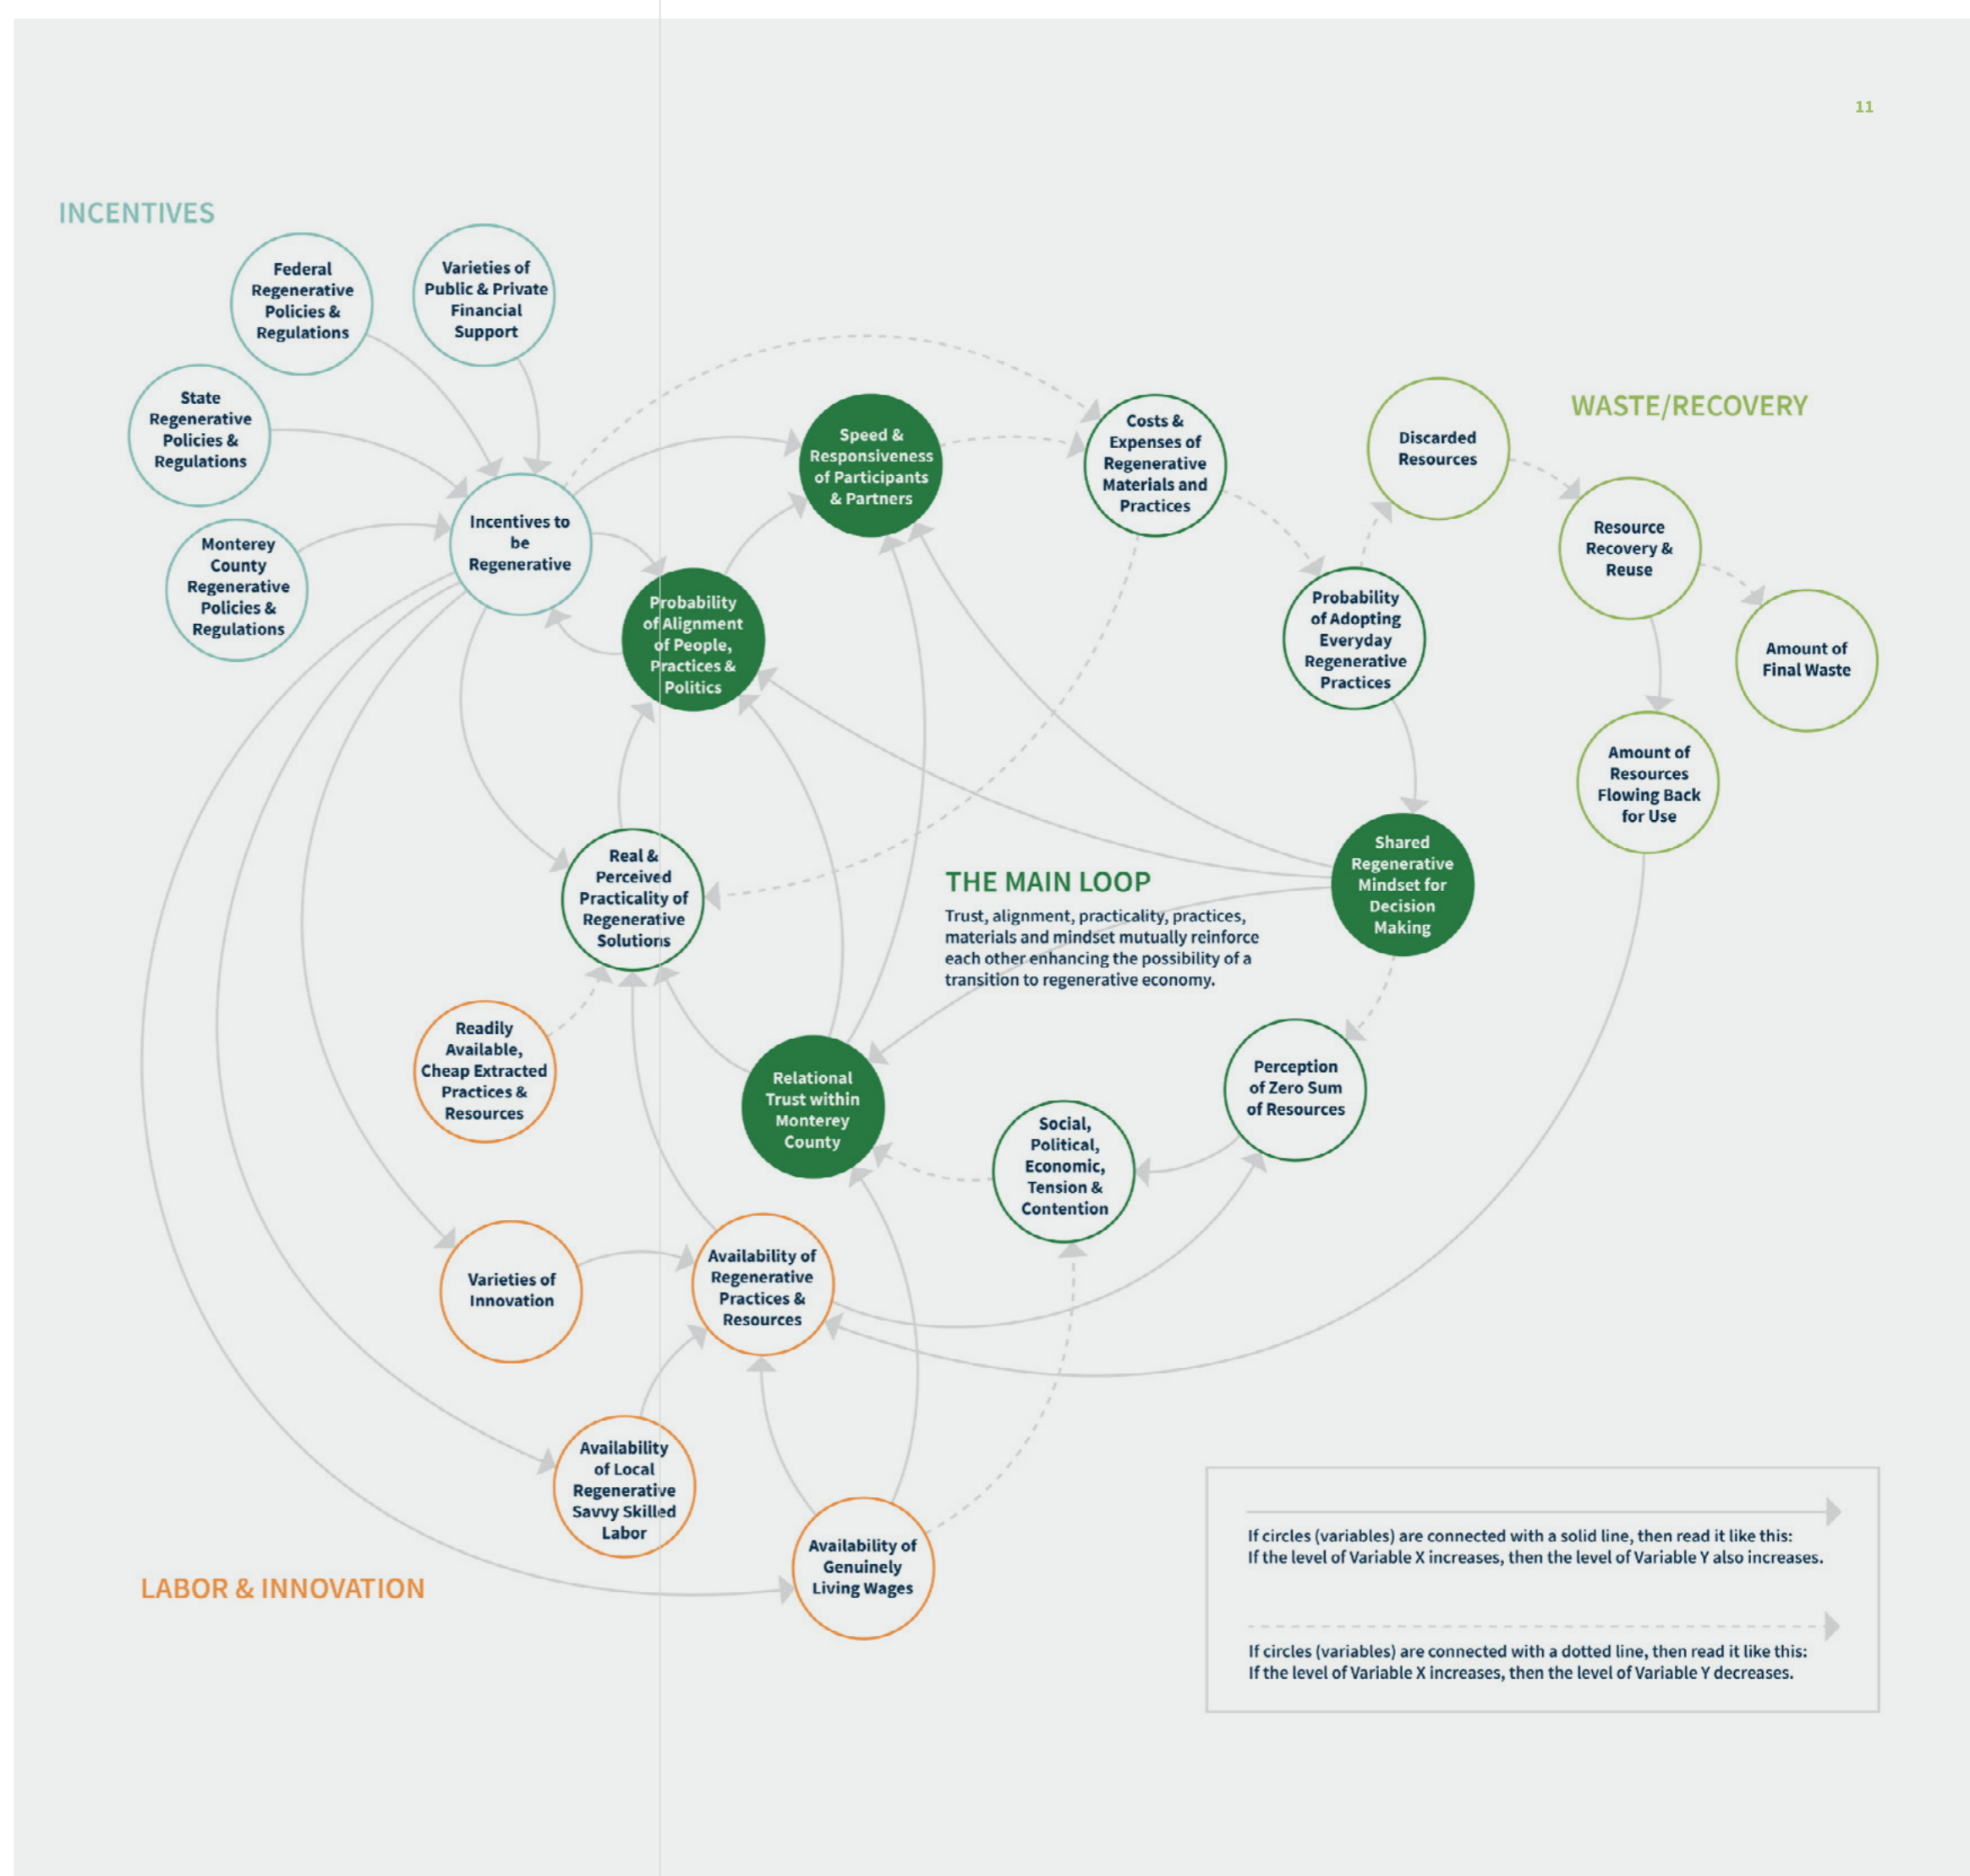 11
INCENTIVES
Federal
Regenerative
Policies &
Regulations
Varieties of
Public & Private
Financial
Support
State
Regenerative
Policies &
Regulations
Monterey
County
Regenerative
Policies &
Regulations
Incentives to
be
Regenerative
Speed &
Responsiveness
of Participants
& Partners
Costs &
Expenses of
Regenerative
Materials and
Practices
Discarded
Resources
WASTE/RECOVERY
Resource
Recovery &
Reuse
Amount of
Final Waste
Amount of
Resources
Flowing Back
for Use
Probability
of Alignment
of People,
Practices &
Politics
Probability
of Adopting
Everyday
Regenerative
Practices
Real &
Perceived
Practicality of
Regenerative
Solutions
THE MAIN LOOP
Trust, alignment, practicality, practices,
materials and mindset mutually reinforce
each other enhancing the possibility of a
transition to regenerative economy.
Shared
Regenerative
Mindset for
Decision
Making
Readily
Available,
Cheap Extracted
Practices &
Resources
Relational
Trust within
Monterey
County
Social,
Political,
Economic,
Tension &
Contention
Perception
of Zero Sum
of Resources
Varieties of
Innovation
Availability of
Regenerative
Practices &
Resources
Availability
of Local
Regenerative
Savvy Skilled
Labor
Availability of
Genuinely
Living Wages
LABOR & INNOVATION
If circles (variables) are connected with a solid line, then read it like this:
If the level of Variable X increases, then the level of Variable Y also increases.
If circles (variables) are connected with a dotted line, then read it like this:
If the level of Variable X increases, then the level of Variable Y decreases.